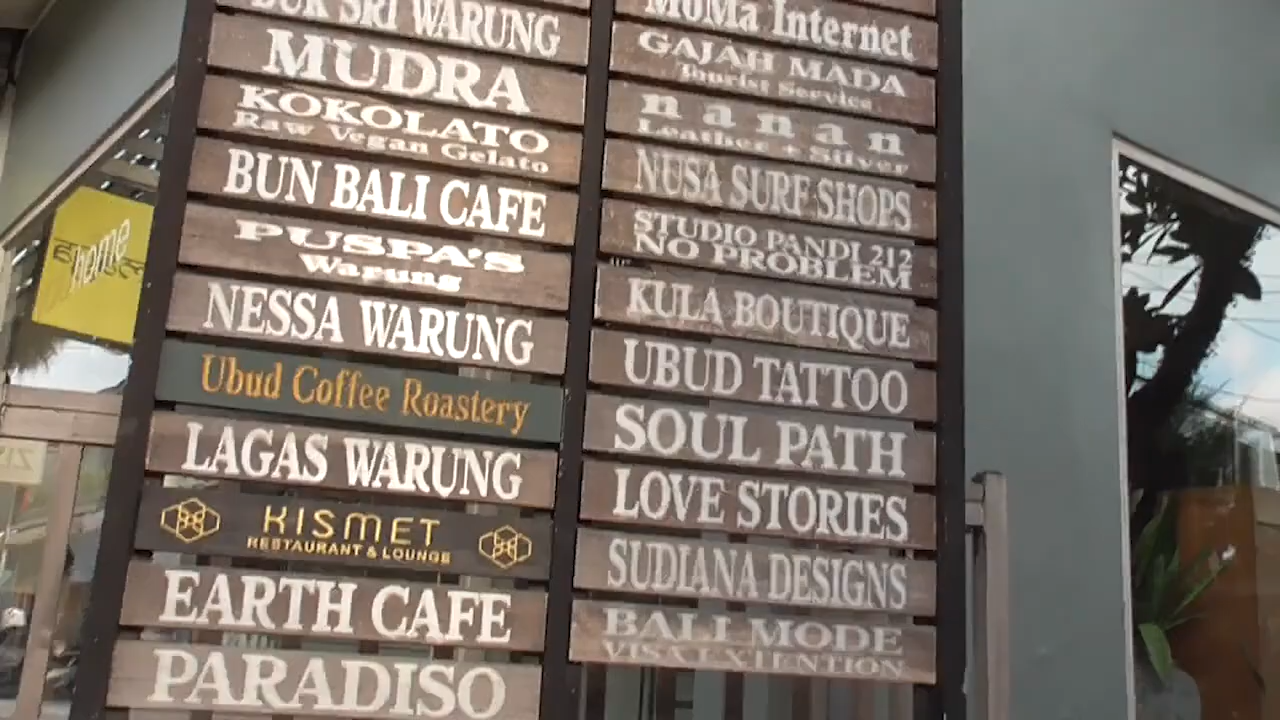 SRI WARUNG
MUDRA
KOKOLATO
Raw Vegan Gelato
BUN BALI CAFE
PUSPA'S
Warung
NESSA WARUNG
Ubud Coffee Roastery
LAGAS WARUNG
KISMET
RESTAURANT & LOUNGE
EARTH CAFE
PARADISO
MoMa Internet
GAJAH MADA
Tourist Service
nanan
Leather + Silver
NUSA SURF SHOPS
STUDIO PANDI 212
NO PROBLEM
KULA BOUTIQUE
UBUD TATTOO
SOUL PATH
LOVE STORIES
SUDIANA DESIGNS
BALI MODE
VISA EXTENTION
home